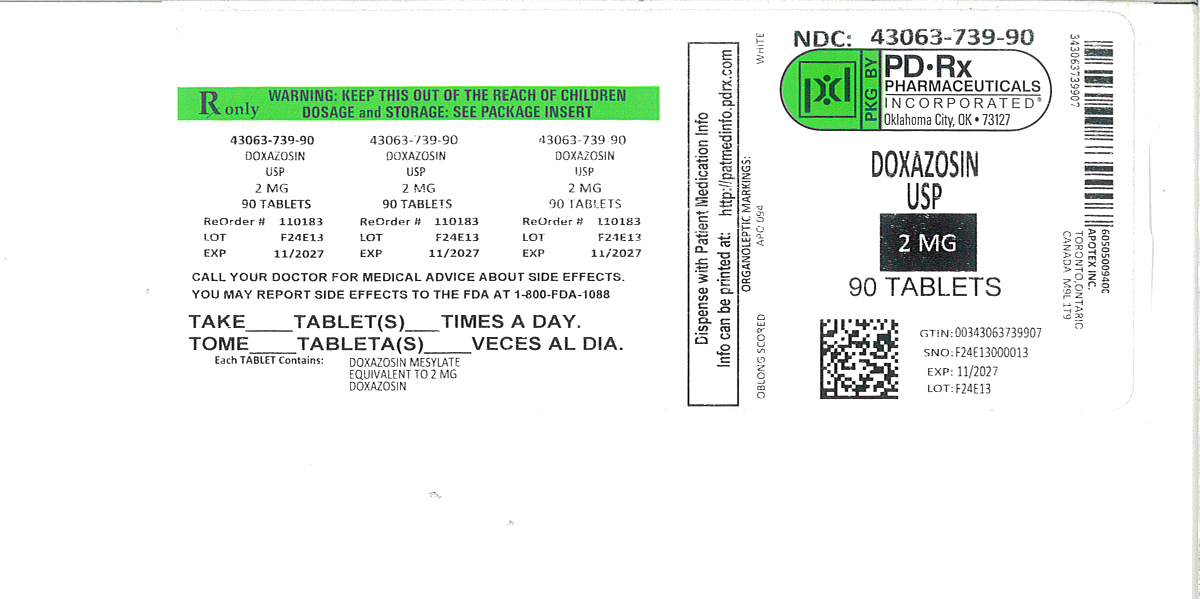 R only
WARNING: KEEP THIS OUT OF THE REACH OF CHILDREN
DOSAGE and STORAGE: SEE PACKAGE INSERT
43063-739-90 43063-739-90 43063-739-90
DOXAZOSIN DOXAZOSIN DOXAZOSIN
USP USP USP
2 MG 2 MG 2 MG
90 TABLETS 90 TABLETS 90 TABLETS
ReOrder # 110183 ReOrder # 110183 ReOrder # 110183
LOT F24E13 LOT F24E13 LOT F24E13
EXP 11/2027 EXP 11/2027 EXP 11/2027
CALL YOUR DOCTOR FOR MEDICAL ADVICE ABOUT SIDE EFFECTS.
YOU MAY REPORT SIDE EFFECTS TO THE FDA AT 1-800-FDA-1088
TAKE_____TABLET(S)____TIMES A DAY.
TOME_____TABLETA(S)_____VECES AL DIA.
Each TABLET Contains: DOXAZOSIN MESYLATE
EQUIVALENT TO 2 MG
DOXAZOSIN
Dispense with Patient Medication Info
Info can be printed at: http://patmedinfo.pdrx.com
ORGANOLEPTIC MARKINGS:
OBLONG SCORED APO 094 WHITE
NDC: 43063-739-90
PKG BY
PD•Rx
PHARMACEUTICALS
INCORPORATED®
Oklahoma City, OK • 73127
DOXAZOSIN
USP
2 MG
90 TABLETS
GTIN: 00343063739907
SNO: F24E13000013
EXP: 11/2027
LOT: F24E13
343063739907
6050500940C
APOTEX INC.
TORONTO,ONTARIC
CANADA M9L 1T9